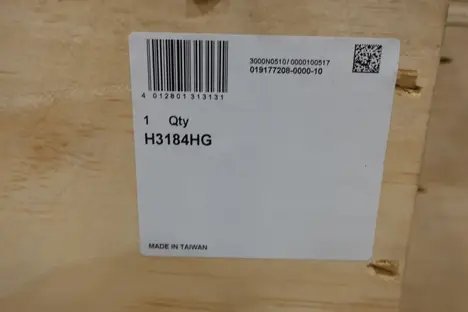 3000N0510/0000100517
019177208-0000-10
4 012801 313131
1 Qty
H3184HG
MADE IN TAIWAN